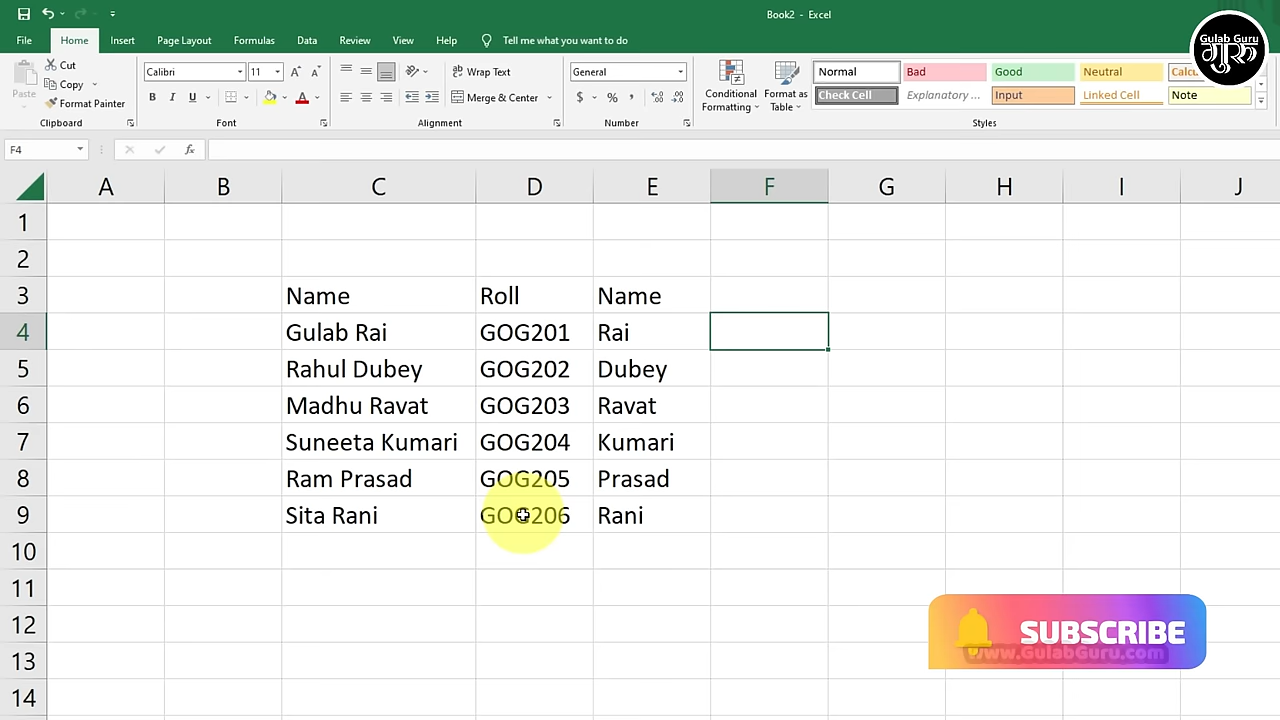 Book2 - Excel
Gulab Guru
गुरू
File Home Insert Page Layout Formulas Data Review View Help Tell me what you want to do
Cut
Copy
Format Painter
Paste
Clipboard
Calibri 11
B I U
Font
Wrap Text
Merge & Center
Alignment
General
$ % ,
Number
Conditional Formatting
Format as Table
Normal Bad Good Neutral Calcu
Check Cell Explanatory ... Input Linked Cell Note
Styles
F4 fx
A B C D E F G H I J
1
2
3 Name Roll Name
4 Gulab Rai GOG201 Rai
5 Rahul Dubey GOG202 Dubey
6 Madhu Ravat GOG203 Ravat
7 Suneeta Kumari GOG204 Kumari
8 Ram Prasad GOG205 Prasad
9 Sita Rani GOG206 Rani
10
11
12
13
14
SUBSCRIBE
www.GulabGuru.com